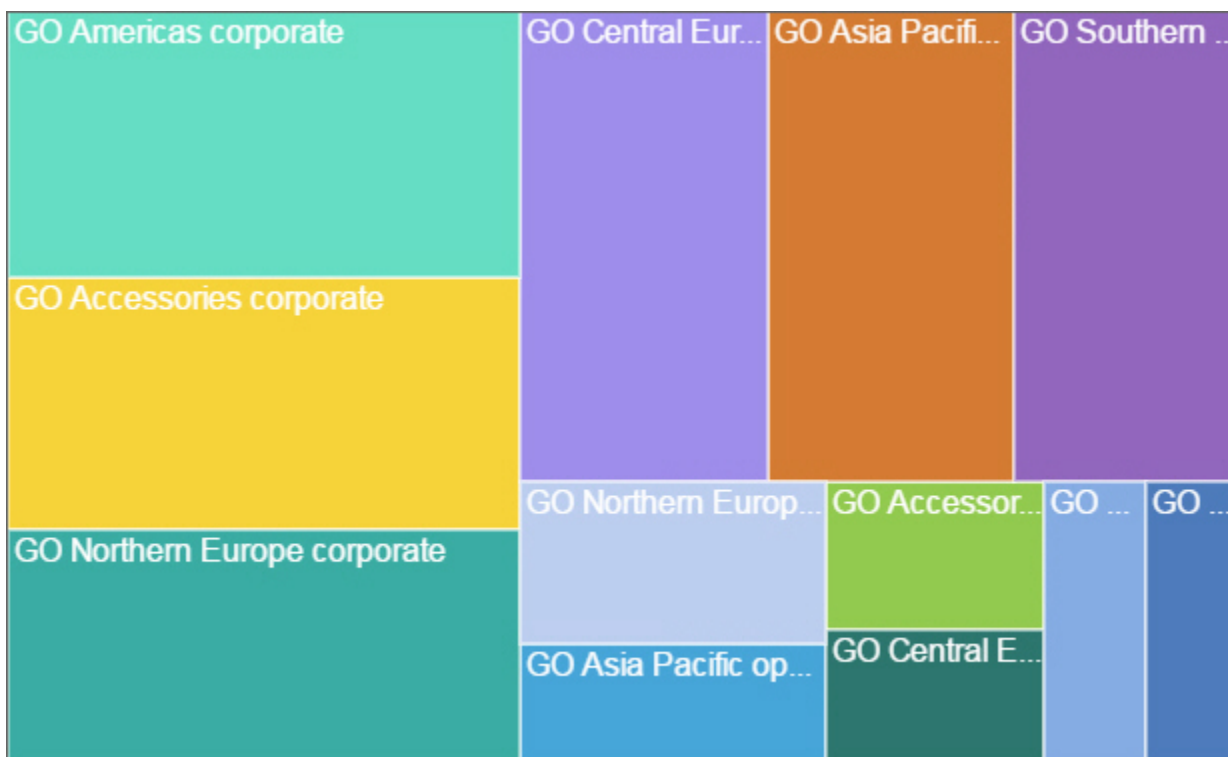 GO Americas corporate
GO Central Eur...
GO Asia Pacifi...
GO Southern ...
GO Accessories corporate
GO Northern Europe corporate
GO Northern Europ...
GO Accessor...
GO ...
GO ...
GO Asia Pacific op...
GO Central E...